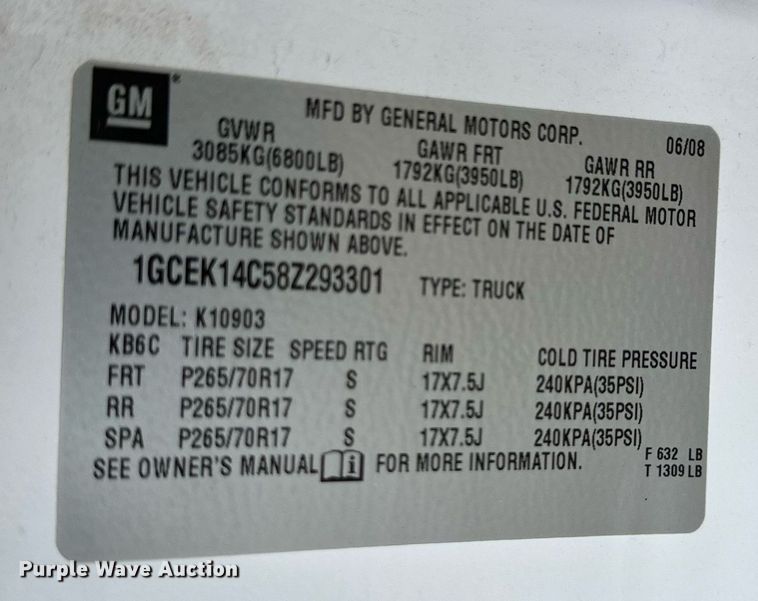 GM®
MFD BY GENERAL MOTORS CORP. 06/08
GVWR GAWR FRT GAWR RR
3085KG(6800LB) 1792KG(3950LB) 1792KG(3950LB)
THIS VEHICLE CONFORMS TO ALL APPLICABLE U.S. FEDERAL MOTOR
VEHICLE SAFETY STANDARDS IN EFFECT ON THE DATE OF
MANUFACTURE SHOWN ABOVE.
1GCEK14C58Z293301 TYPE: TRUCK
MODEL: K10903
KB6C TIRE SIZE SPEED RTG RIM COLD TIRE PRESSURE
FRT P265/70R17 S 17X7.5J 240KPA(35PSI)
RR P265/70R17 S 17X7.5J 240KPA(35PSI)
SPA P265/70R17 S 17X7.5J 240KPA(35PSI)
F 632 LB
SEE OWNER'S MANUAL i FOR MORE INFORMATION.
T 1309 LB
Purple Wave Auction